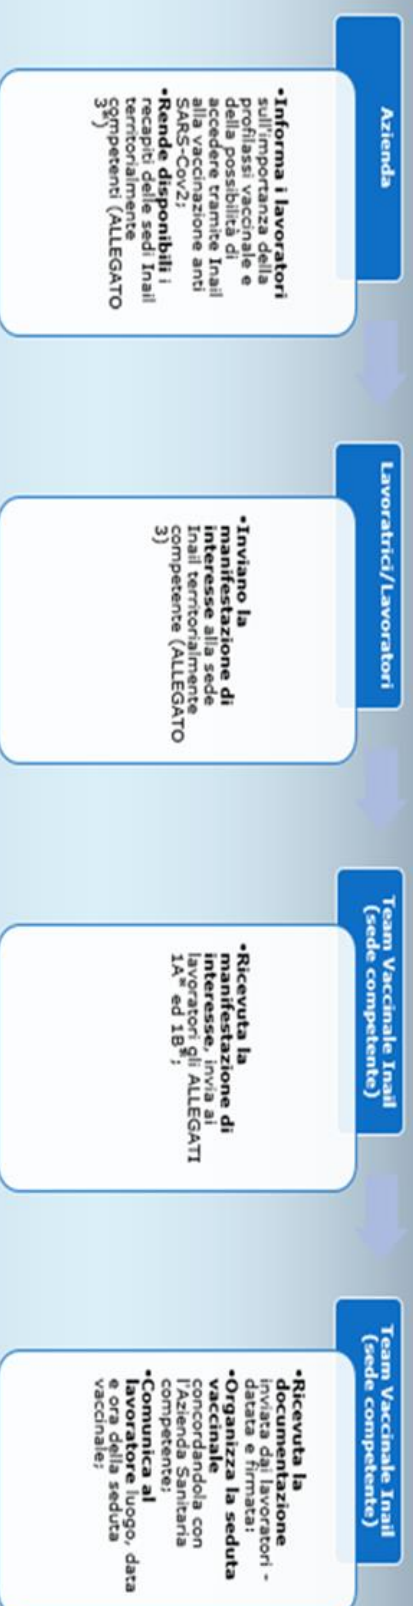 Azienda
•Informa i lavoratori
sull'importanza della
profilassi vaccinale e
della possibilità di
accedere tramite Inail
alla vaccinazione anti
SARS-Cov2;
•Rende disponibili i
recapiti delle sedi Inail
territorialmente
competenti (ALLEGATO
3*)
Lavoratrici/Lavoratori
•Inviano la
manifestazione di
interesse alla sede
Inail territorialmente
competente (ALLEGATO
3)
Team Vaccinale Inail
(sede competente)
•Ricevuta la
manifestazione di
interesse, invia ai
lavoratori gli ALLEGATI
1A* ed 1B*;
Team Vaccinale Inail
(sede competente)
•Ricevuta la
documentazione
inviata dai lavoratori -
datata e firmata:
•Organizza la seduta
vaccinale
concordandola con
l'Azienda Sanitaria
competente;
•Comunica al
lavoratore luogo, data
e ora della seduta
vaccinale;